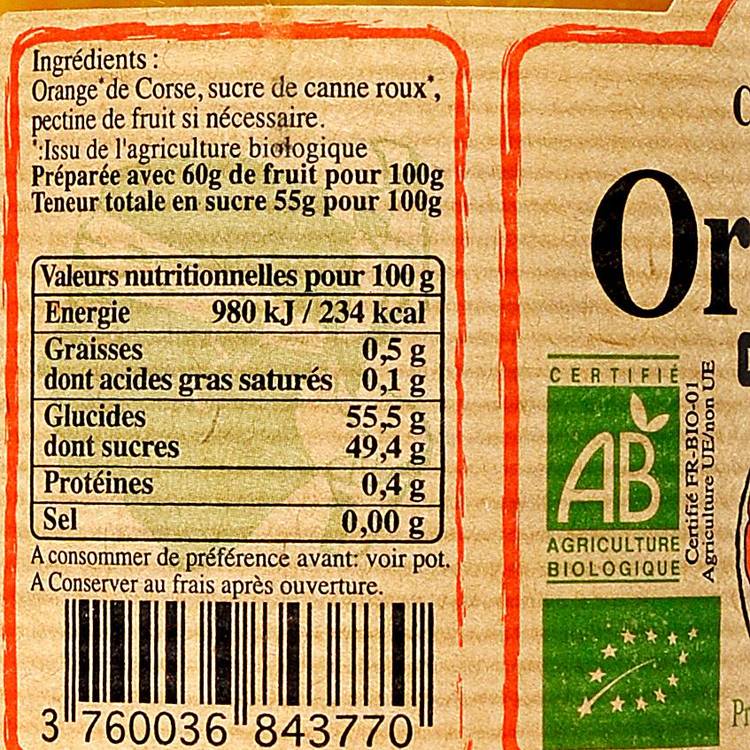 Ingrédients :
Orange* de Corse, sucre de canne roux*,
pectine de fruit si nécessaire.
*:Issu de l'agriculture biologique
Préparée avec 60g de fruit pour 100g
Teneur totale en sucre 55g pour 100g
Valeurs nutritionnelles pour 100 g
Energie 980 kJ / 234 kcal
Graisses 0,5 g
dont acides gras saturés 0,1 g
Glucides 55,5 g
dont sucres 49,4 g
Protéines 0,4 g
Sel 0,00 g
A consommer de préférence avant: voir pot.
A Conserver au frais après ouverture.
3 760036 843770
Or
CERTIFIÉ
AB
AGRICULTURE
BIOLOGIQUE
Certifié FR-BIO-01
Agriculture UE/non UE
Pr